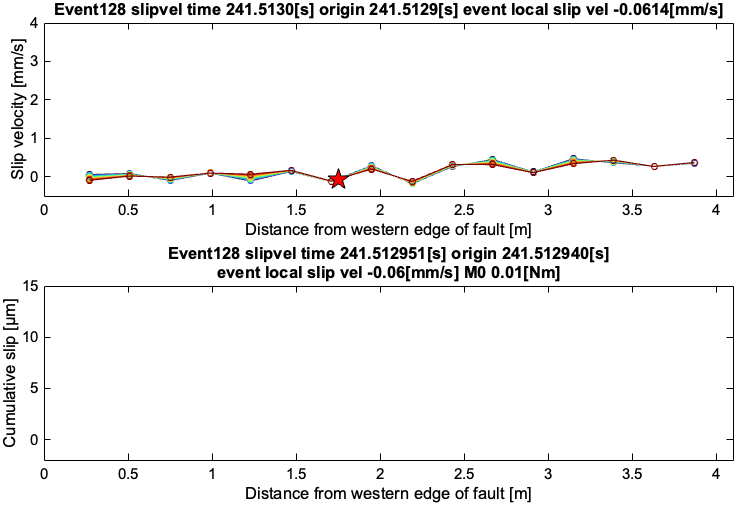 Event128 slipvel time 241.5130[s] origin 241.5129[s] event local slip vel -0.0614[mm/s]
4
3
2
1
0
Slip velocity [mm/s]
0 0.5 1 1.5 2 2.5 3 3.5 4
Distance from western edge of fault [m]
Event128 slipvel time 241.512951[s] origin 241.512940[s]
event local slip vel -0.06[mm/s] M0 0.01[Nm]
15
10
5
0
Cumulative slip [μm]
0 0.5 1 1.5 2 2.5 3 3.5 4
Distance from western edge of fault [m]